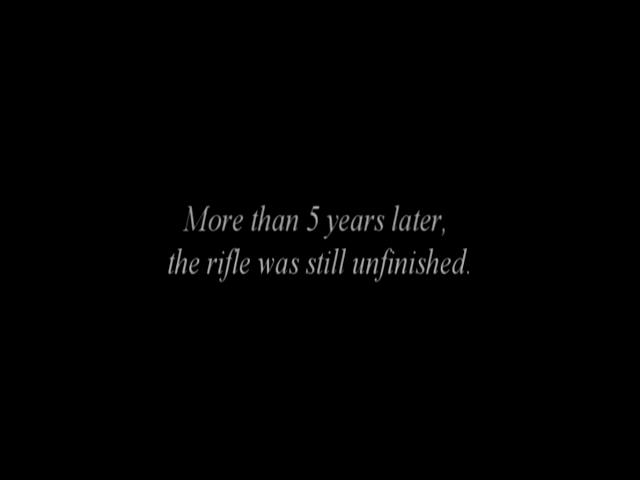 More than 5 years later,
the rifle was still unfinished.